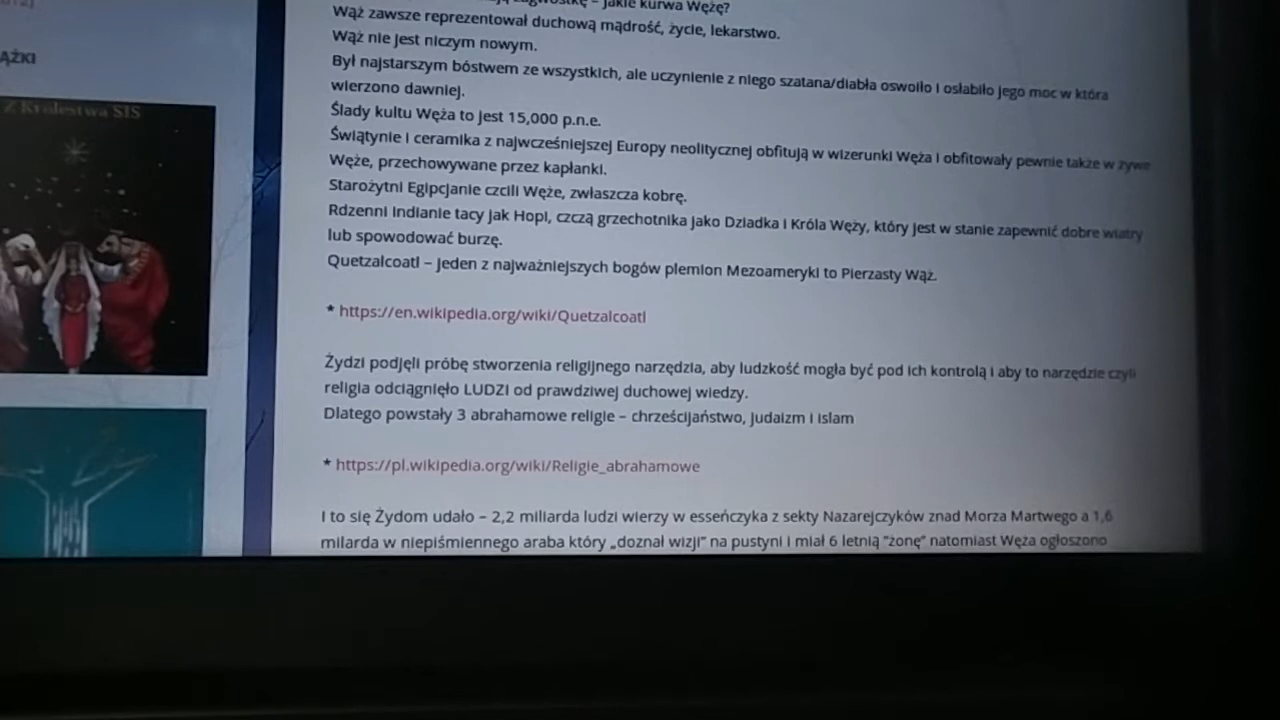 jakie kurwa Węże?
Wąż zawsze reprezentował duchową mądrość, życie, lekarstwo.
Wąż nie jest niczym nowym.
Był najstarszym bóstwem ze wszystkich, ale uczynienie z niego szatana/diabła oswoiło i osłabiło jego moc w która
wierzono dawniej.
Ślady kultu Węża to jest 15,000 p.n.e.
Z Królestwa SIS
Świątynie i ceramika z najwcześniejszej Europy neolitycznej obfitują w wizerunki Węża i obfitowały pewnie także w żywe
Węże, przechowywane przez kapłanki.
Starożytni Egipcjanie czcili Węże, zwłaszcza kobrę.
Rdzenni Indianie tacy jak Hopi, czczą grzechotnika jako Dziadka i Króla Węży, który jest w stanie zapewnić dobre wiatry
lub spowodować burzę.
Quetzalcoatl – jeden z najważniejszych bogów plemion Mezoameryki to Pierzasty Wąż.
* https://en.wikipedia.org/wiki/Quetzalcoatl
Żydzi podjęli próbę stworzenia religijnego narzędzia, aby ludzkość mogła być pod ich kontrolą i aby to narzędzie czyli
religia odciągnięło LUDZI od prawdziwej duchowej wiedzy.
Dlatego powstały 3 abrahamowe religie – chrześcijaństwo, judaizm i islam
* https://pl.wikipedia.org/wiki/Religie_abrahamowe
I to się Żydom udało – 2,2 miliarda ludzi wierzy w esseńczyka z sekty Nazarejczyków znad Morza Martwego a 1,6
milarda w niepiśmiennego araba który „doznał wizji” na pustyni i miał 6 letnią “żonę” natomiast Węża ogłoszono